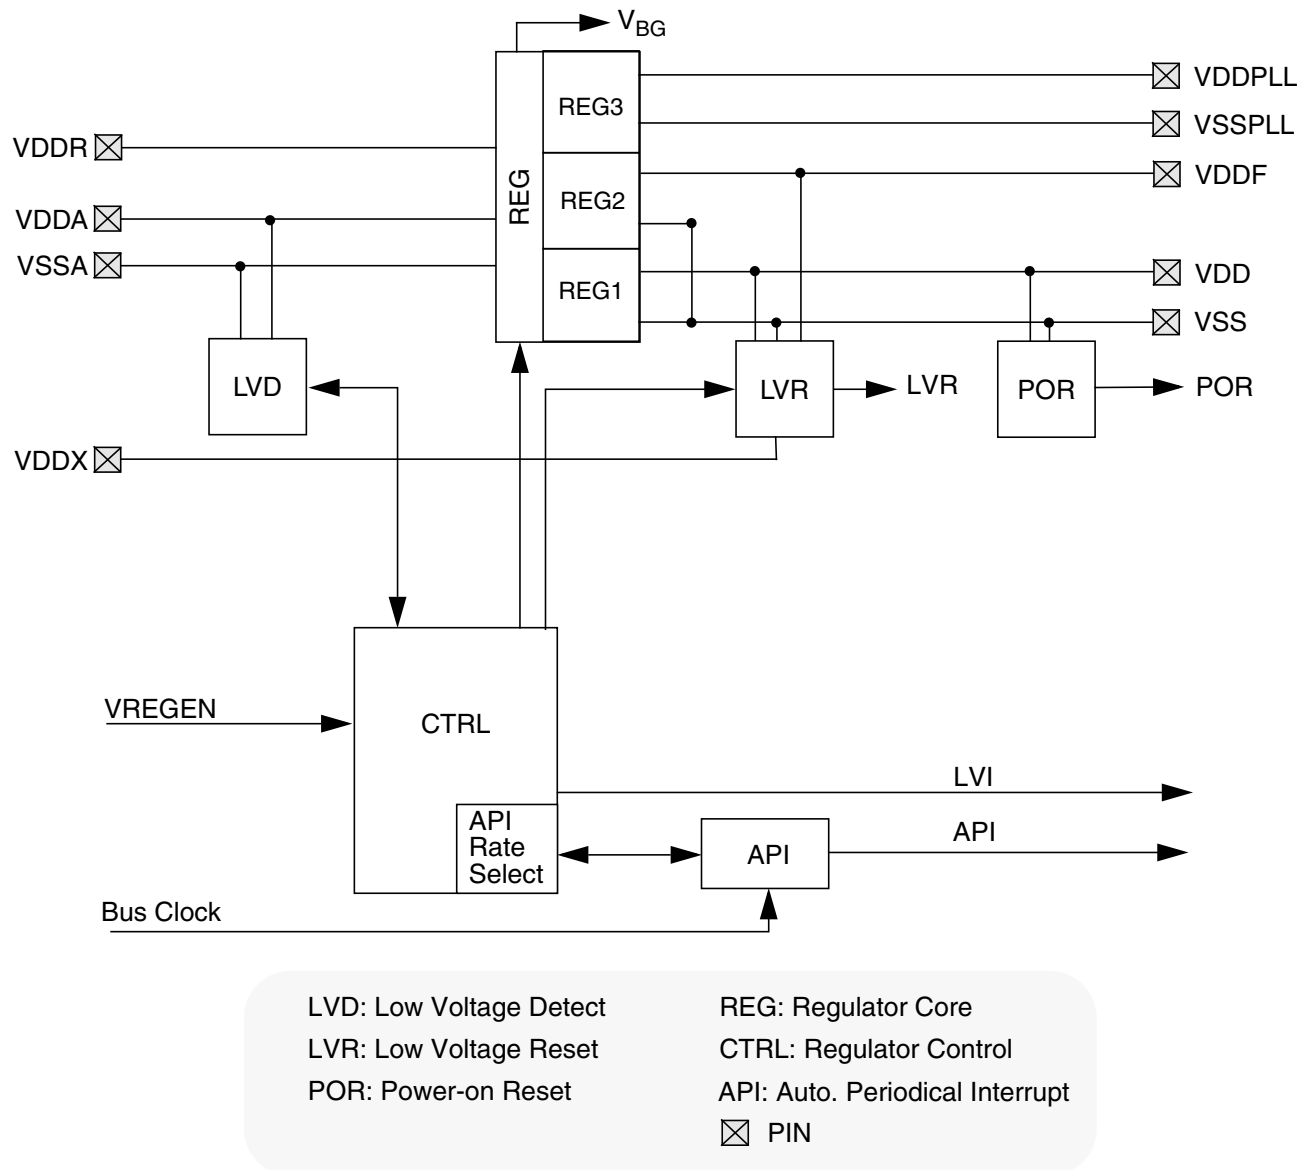 VBG
VDDPLL
REG3
VSSPLL
VDDR
VDDF
REG
REG2
VDDA
VSSA
VDD
REG1
VSS
LVD
LVR
LVR
POR
POR
VDDX
VREGEN
CTRL
LVI
API
Rate
Select
API
API
Bus Clock
LVD: Low Voltage Detect
REG: Regulator Core
LVR: Low Voltage Reset
CTRL: Regulator Control
POR: Power-on Reset
API: Auto. Periodical Interrupt
PIN